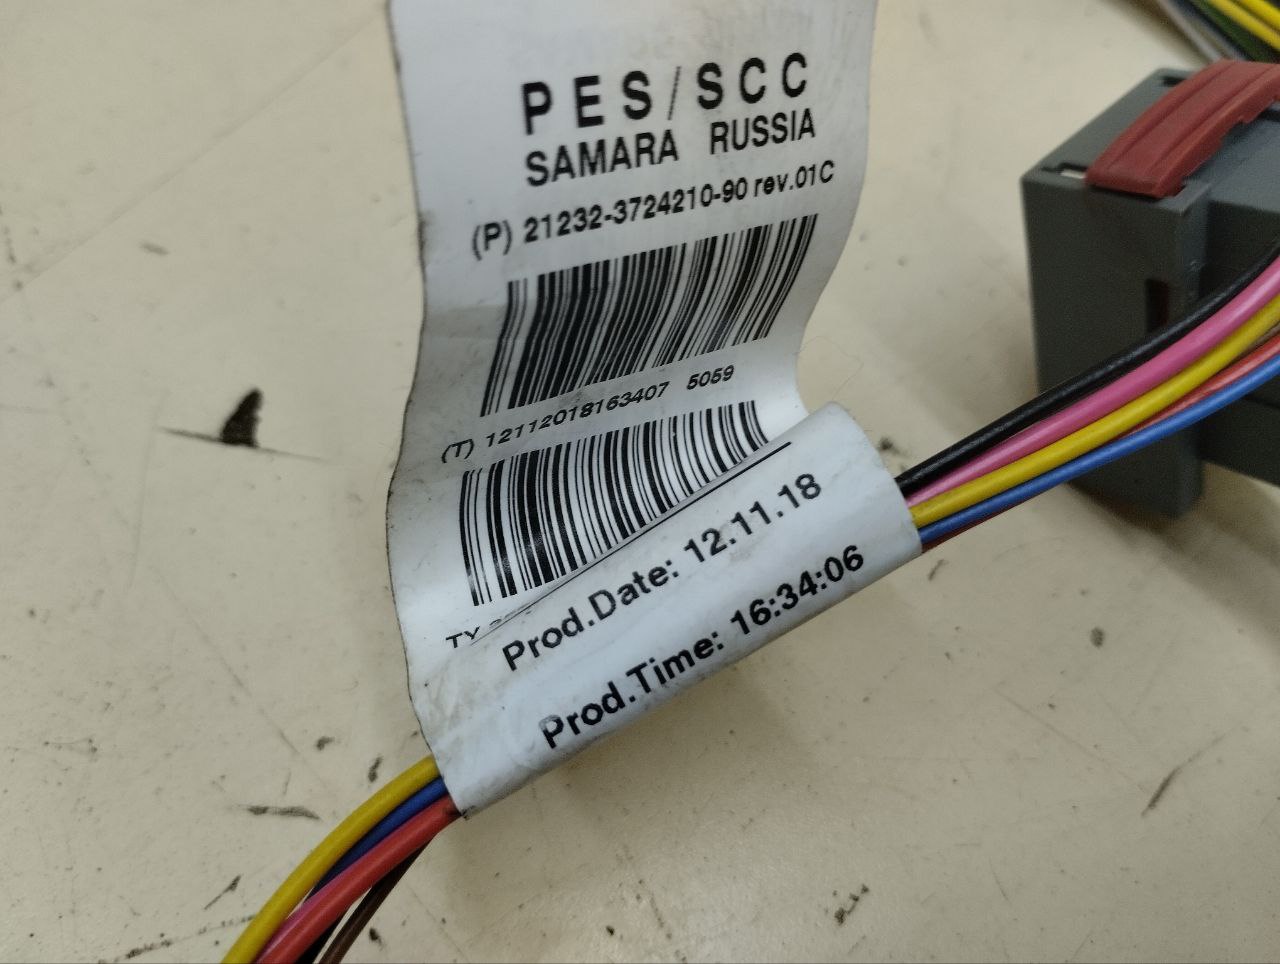 PES/SCC
SAMARA RUSSIA
(P) 21232-3724210-90 rev.01C
(T) 12112018163407 5059
TY
Prod.Date: 12.11.18
Prod.Time: 16:34:06